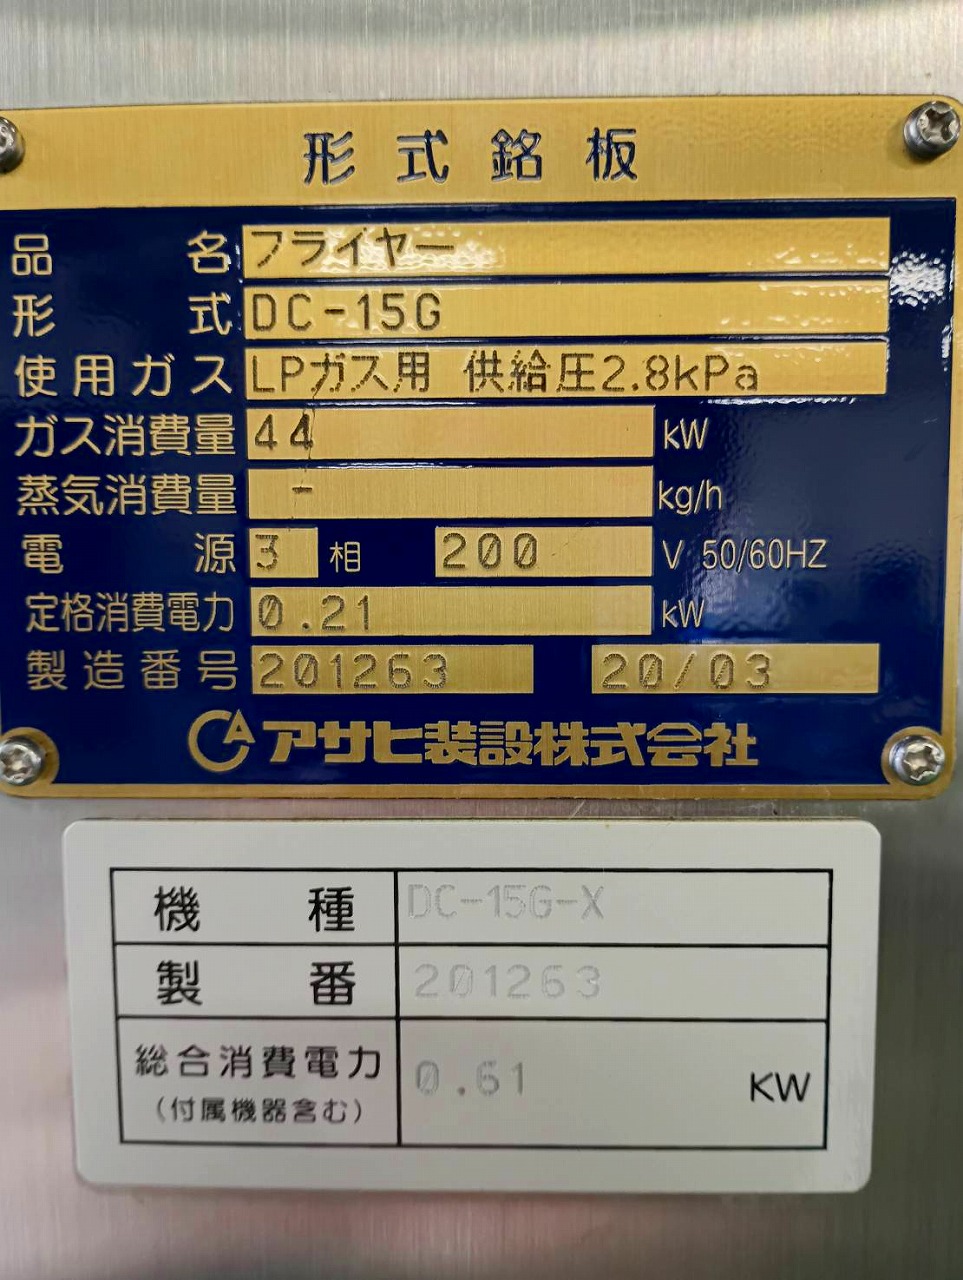 形式銘板
品名 フライヤー
形式 DC-15G
使用ガス LPガス用 供給圧2.8kPa
ガス消費量 44 kW
蒸気消費量 - kg/h
電源 3 相 200 V 50/60HZ
定格消費電力 0.21 kW
製造番号 201263 20/03
アサヒ装設株式会社
機種 DC-15G-X
製番 201263
総合消費電力 0.61 KW
(付属機器含む)